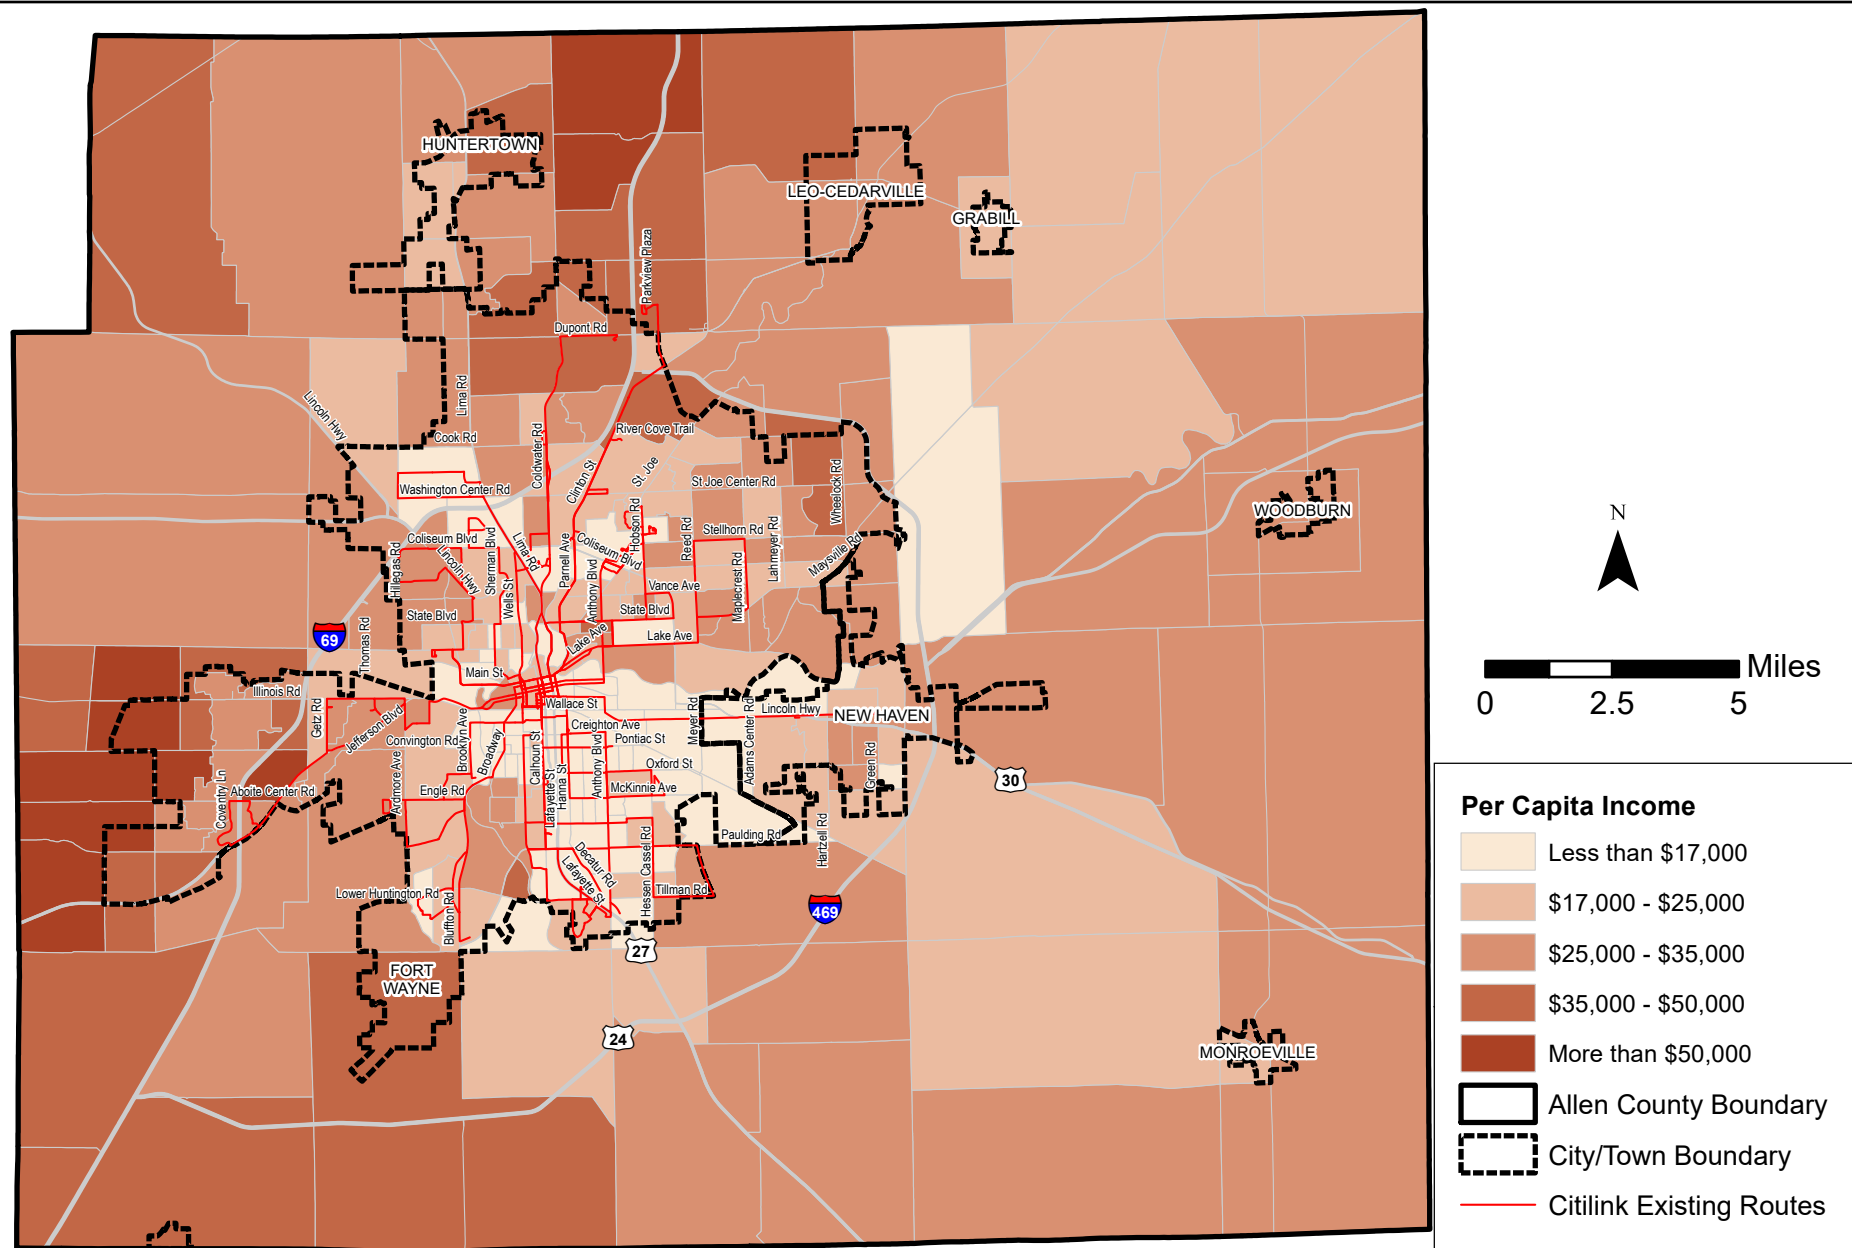 HUNTERTOWN
LEO-CEDARVILLE
GRABILL
Parkview Plaza
Dupont Rd
Lincoln Hwy
Lima Rd
Cook Rd
Coldwater Rd
River Cove Trail
Clinton St
St. Joe
St Joe Center Rd
Wheelock Rd
Washington Center Rd
WOODBURN
N
Hobson Rd
Reed Rd
Stellhorn Rd
Lahmeyer Rd
Maysville Rd
Coliseum Blvd
Lincoln Hwy
Sherman Blvd
Lima Rd
Parnell Ave
Coliseum Blvd
Hillegas Rd
Wells St
Anthony Blvd
Vance Ave
Maplecrest Rd
State Blvd
State Blvd
69
Thomas Rd
Lake Ave
Lake Ave
Main St
Miles
0
2.5
5
Illinois Rd
Getz Rd
Jefferson Blvd
Wallace St
Meyer Rd
Adams Center Rd
Lincoln Hwy
NEW HAVEN
Creighton Ave
Covington Rd
Brooklyn Ave
Broadway
Calhoun St
Pontiac St
Anthony Blvd
Oxford St
Green Rd
30
Coventry Ln
Aboite Center Rd
Ardmore Ave
Engle Rd
Lafayette St
Hanna St
McKinnie Ave
Paulding Rd
Hartzell Rd
Hessen Cassel Rd
Decatur Rd
Lafayette St
Lower Huntington Rd
Bluffton Rd
Tillman Rd
469
27
FORT
WAYNE
24
MONROEVILLE
Per Capita Income
Less than $17,000
$17,000 - $25,000
$25,000 - $35,000
$35,000 - $50,000
More than $50,000
Allen County Boundary
City/Town Boundary
Citilink Existing Routes